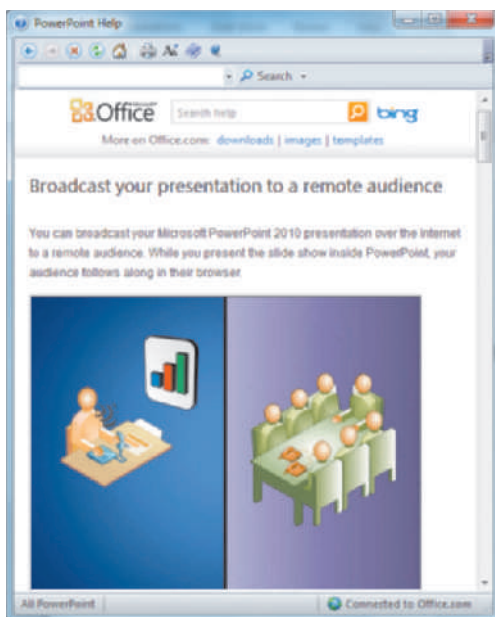 PowerPoint Help
Search
Office
Search help
bing
More on Office.com: downloads | images | templates
Broadcast your presentation to a remote audience
You can broadcast your Microsoft PowerPoint 2010 presentation over the Internet
to a remote audience. While you present the slide show inside PowerPoint, your
audience follows along in their browser.
All PowerPoint
Connected to Office.com